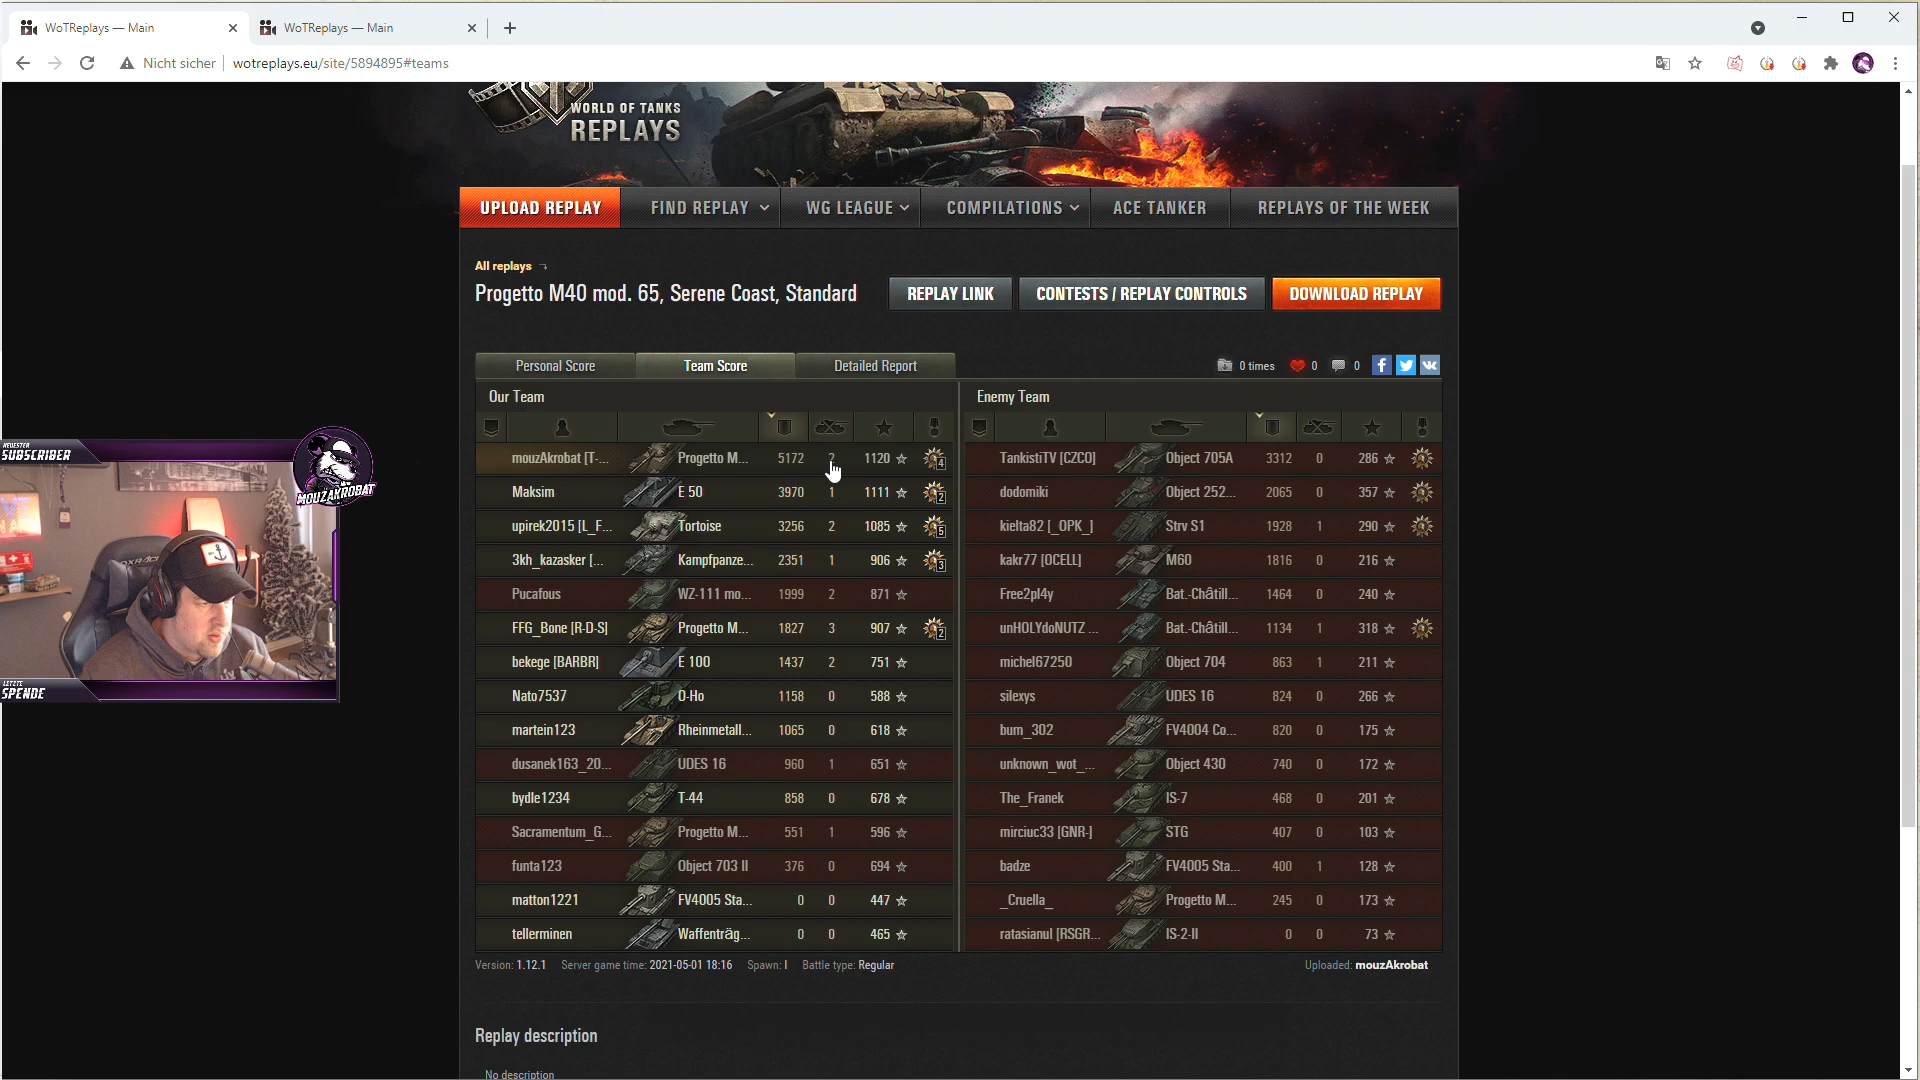 WoTReplays — Main
WoTReplays — Main
Nicht sicher
wotreplays.eu/site/5894895#teams
WORLD OF TANKS
REPLAYS
UPLOAD REPLAY
FIND REPLAY
WG LEAGUE
COMPILATIONS
ACE TANKER
REPLAYS OF THE WEEK
All replays
Progetto M40 mod. 65, Serene Coast, Standard
REPLAY LINK
CONTESTS / REPLAY CONTROLS
DOWNLOAD REPLAY
Personal Score
Team Score
Detailed Report
0 times
0
0
Our Team
mouzAkrobat [T-... Progetto M... 5172 2 1120 4
Maksim E 50 3970 1 1111 2
upirek2015 [L_F... Tortoise 3256 2 1085 5
3kh_kazasker [... Kampfpanze... 2351 1 906 3
Pucafous WZ-111 mo... 1999 2 871
FFG_Bone [R-D-S] Progetto M... 1827 3 907 2
bekege [BARBR] E 100 1437 2 751
Nato7537 O-Ho 1158 0 588
martein123 Rheinmetall... 1065 0 618
dusanek163_20... UDES 16 960 1 651
bydle1234 T-44 858 0 678
Sacramentum_G... Progetto M... 551 1 596
funta123 Object 703 II 376 0 694
matton1221 FV4005 Sta... 0 0 447
tellerminen Waffenträg... 0 0 465
Enemy Team
TankistiTV [CZCO] Object 705A 3312 0 286
dodomiki Object 252... 2065 0 357
kielta82 [_OPK_] Strv S1 1928 1 290
kakr77 [OCELL] M60 1816 0 216
Free2pl4y Bat.-Châtill... 1464 0 240
unHOLYdoNUTZ ... Bat.-Châtill... 1134 1 318
michel67250 Object 704 863 1 211
silexys UDES 16 824 0 266
bum_302 FV4004 Co... 820 0 175
unknown_wot_... Object 430 740 0 172
The_Franek IS-7 468 0 201
mirciuc33 [GNR-] STG 407 0 103
badze FV4005 Sta... 400 1 128
_Cruella_ Progetto M... 245 0 173
ratasianul [RSGR... IS-2-II 0 0 73
Version: 1.12.1 Server game time: 2021-05-01 18:16 Spawn: I Battle type: Regular
Uploaded: mouzAkrobat
Replay description
No description
NEUESTER
SUBSCRIBER
MOUZAKROBAT
LETZTE
SPENDE